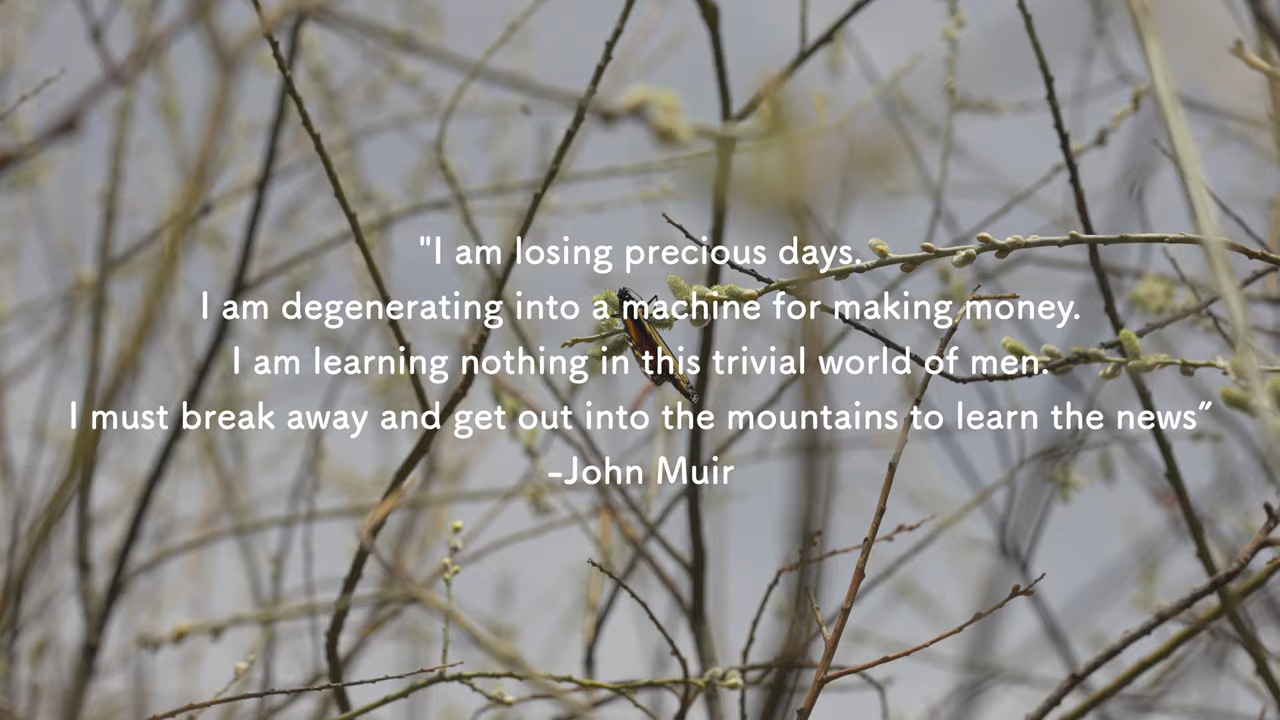 "I am losing precious days.
I am degenerating into a machine for making money.
I am learning nothing in this trivial world of men.
I must break away and get out into the mountains to learn the news”
-John Muir